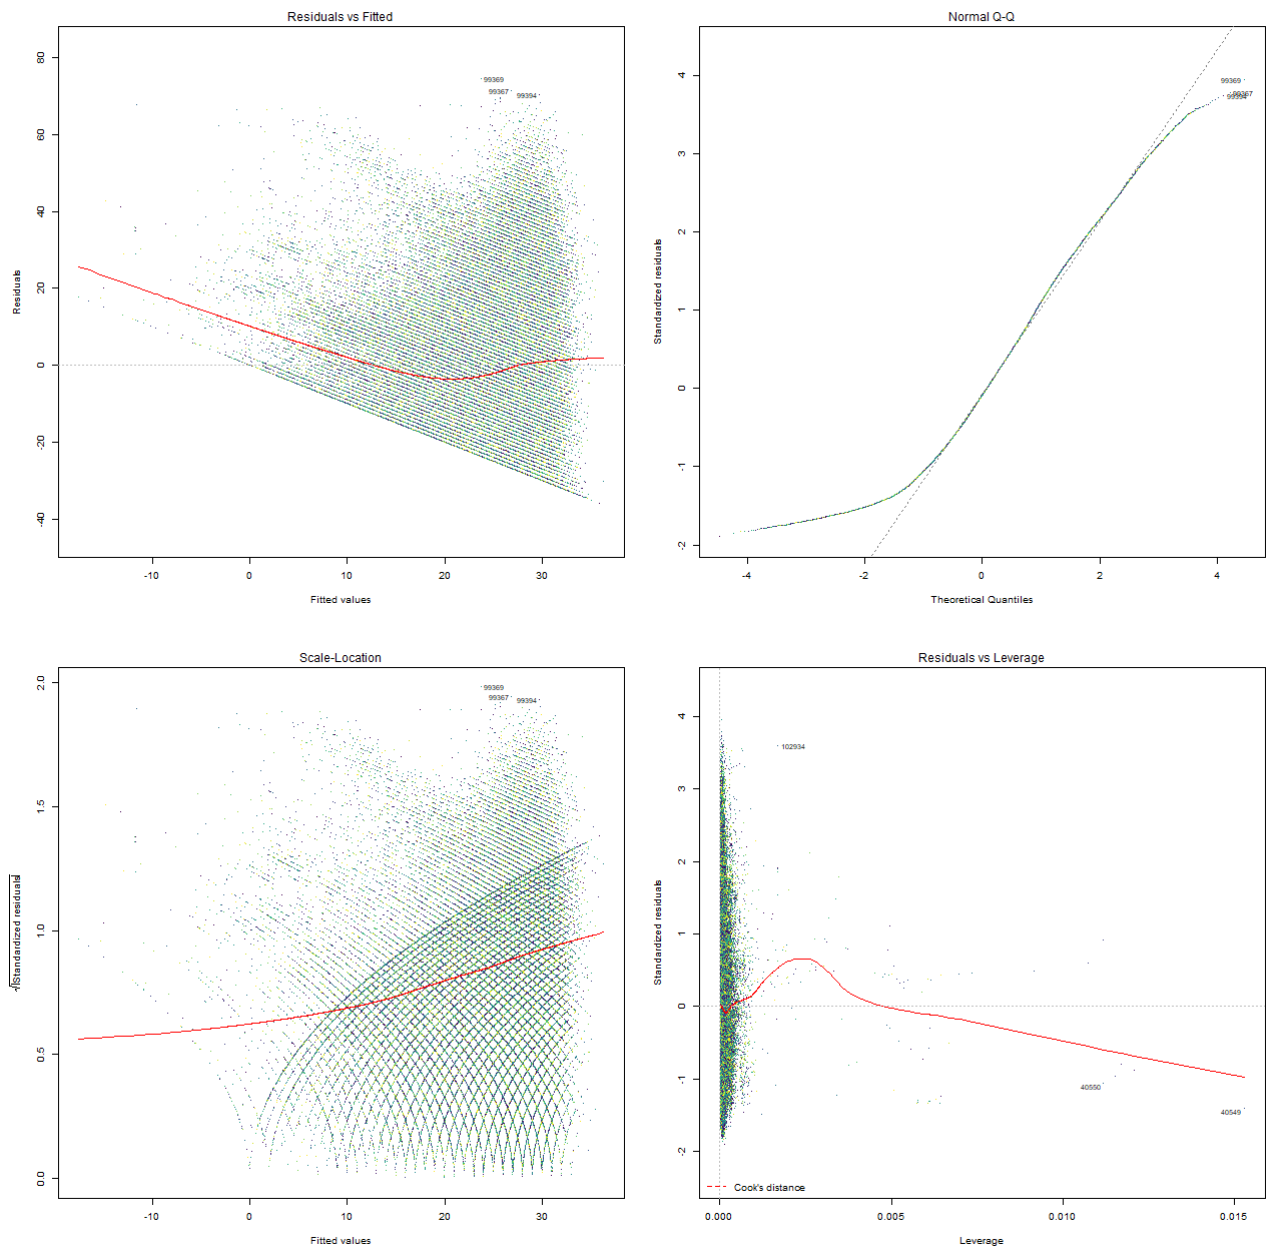 Residuals vs Fitted
80
60
40
20
0
-20
-40
Residuals
99369
99367
99394
-10 0 10 20 30
Fitted values
Normal Q-Q
4
3
2
1
0
-1
-2
Standardized residuals
99369
99367
99394
-4 -2 0 2 4
Theoretical Quantiles
Scale-Location
2.0
1.5
1.0
0.5
0.0
√|Standardized residuals|
99369
99367
99394
-10 0 10 20 30
Fitted values
Residuals vs Leverage
4
3
2
1
0
-1
-2
Standardized residuals
102934
40550
40549
Cook's distance
0.000 0.005 0.010 0.015
Leverage